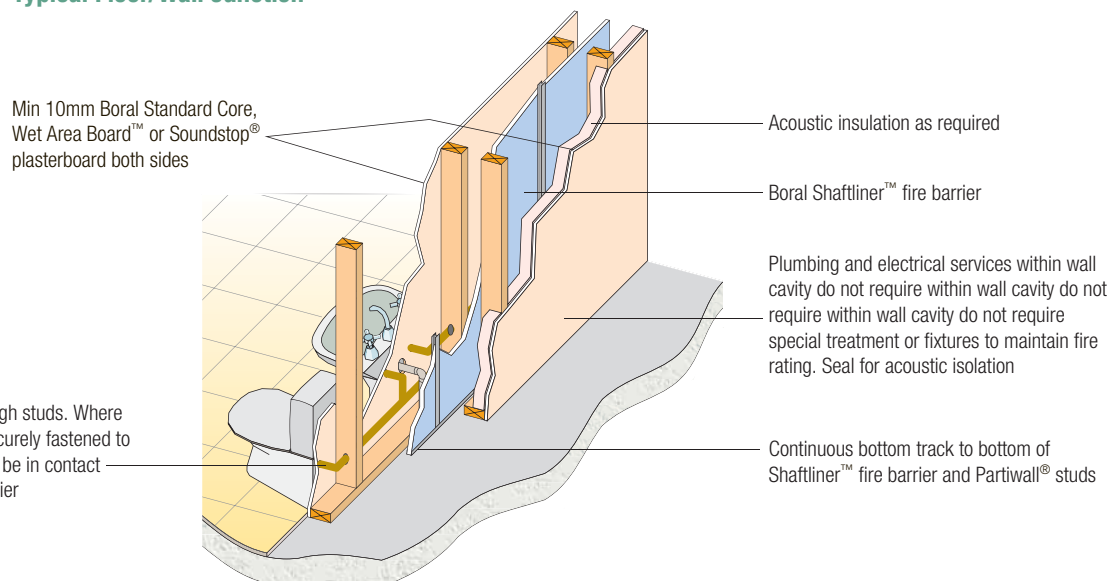 Typical Floor/Wall Junction
Min 10mm Boral Standard Core,
Wet Area Board™ or Soundstop®
plasterboard both sides
Acoustic insulation as required
Boral Shaftliner™ fire barrier
Plumbing and electrical services within wall
cavity do not require within wall cavity do not
require within wall cavity do not require
special treatment or fixtures to maintain fire
rating. Seal for acoustic isolation
gh studs. Where
curely fastened to
be in contact
ier
Continuous bottom track to bottom of
Shaftliner™ fire barrier and Partiwall® studs